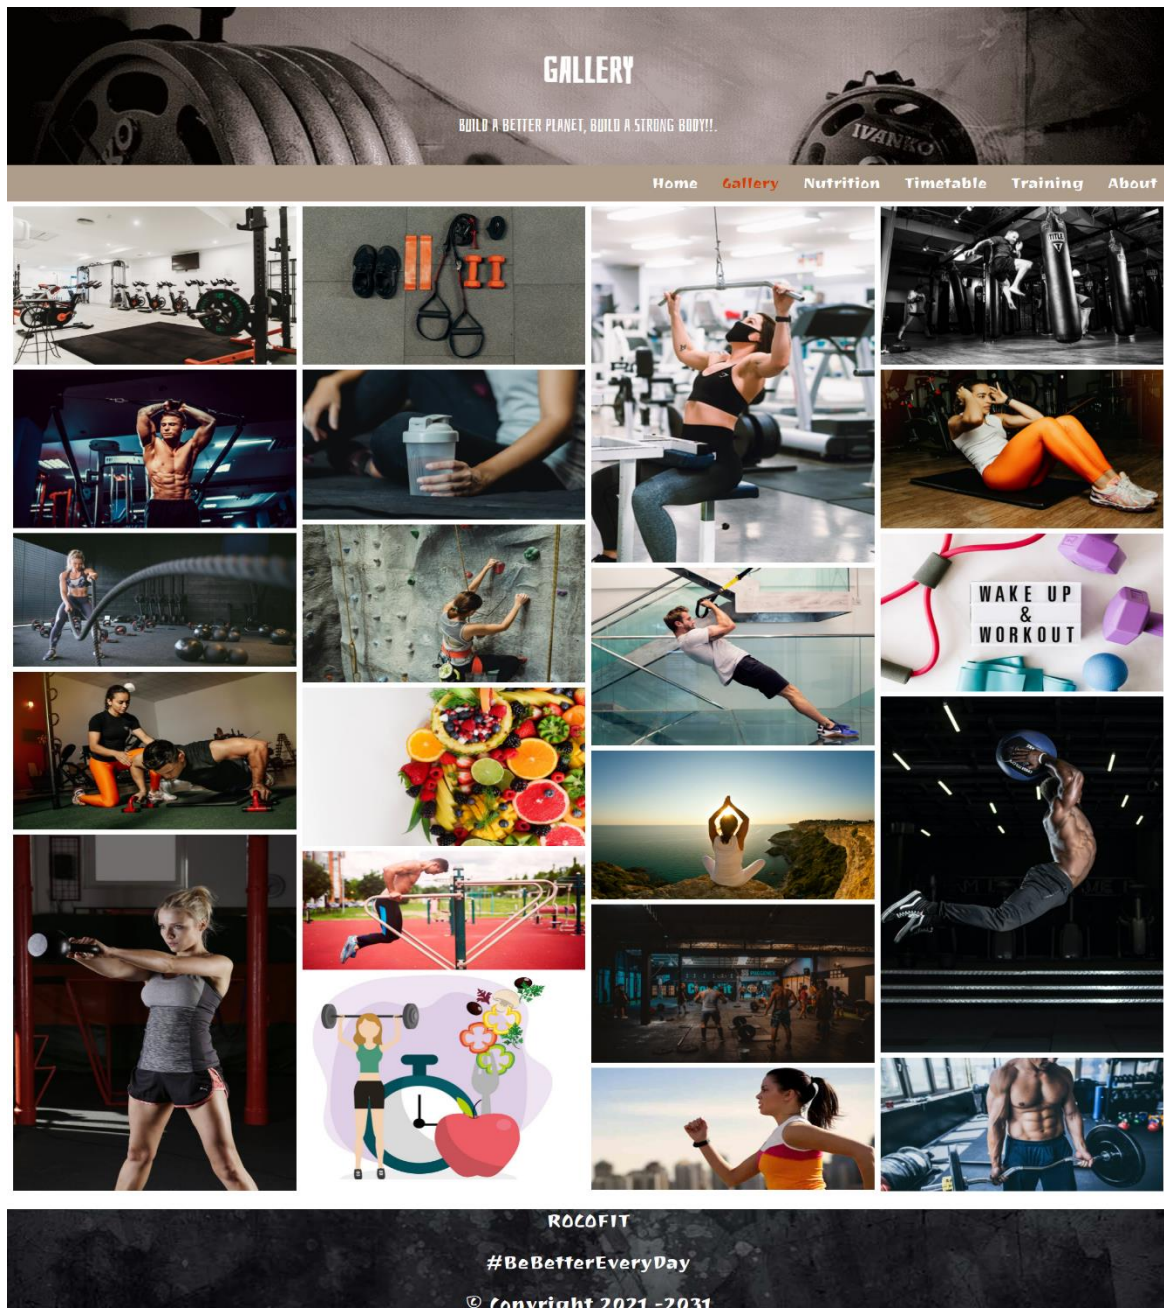 GALLERY
BUILD A BETTER PLANET, BUILD A STRONG BODY!!.
IVANKO
Home Gallery Nutrition Timetable Training About
TITLE
WAKE UP
&
WORKOUT
ROCOFIT
#BeBetterEveryDay
© Copyright 2021 -2031